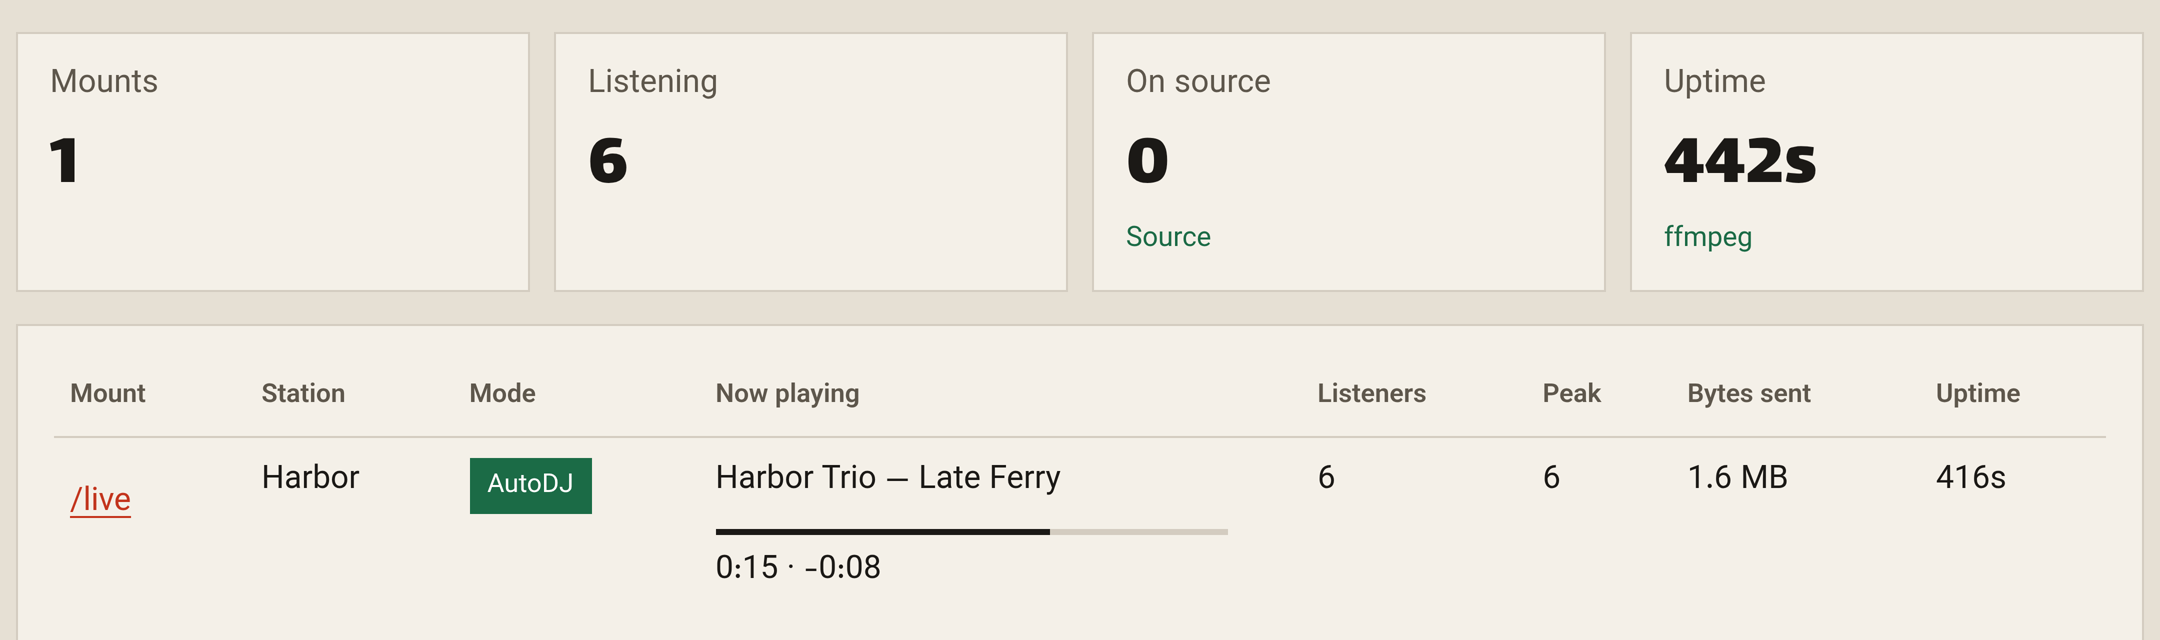 Mounts
1
Listening
6
On source
0
Source
Uptime
442s
ffmpeg
Mount Station Mode Now playing Listeners Peak Bytes sent Uptime
/live Harbor AutoDJ Harbor Trio — Late Ferry 6 6 1.6 MB 416s
0:15 · -0:08